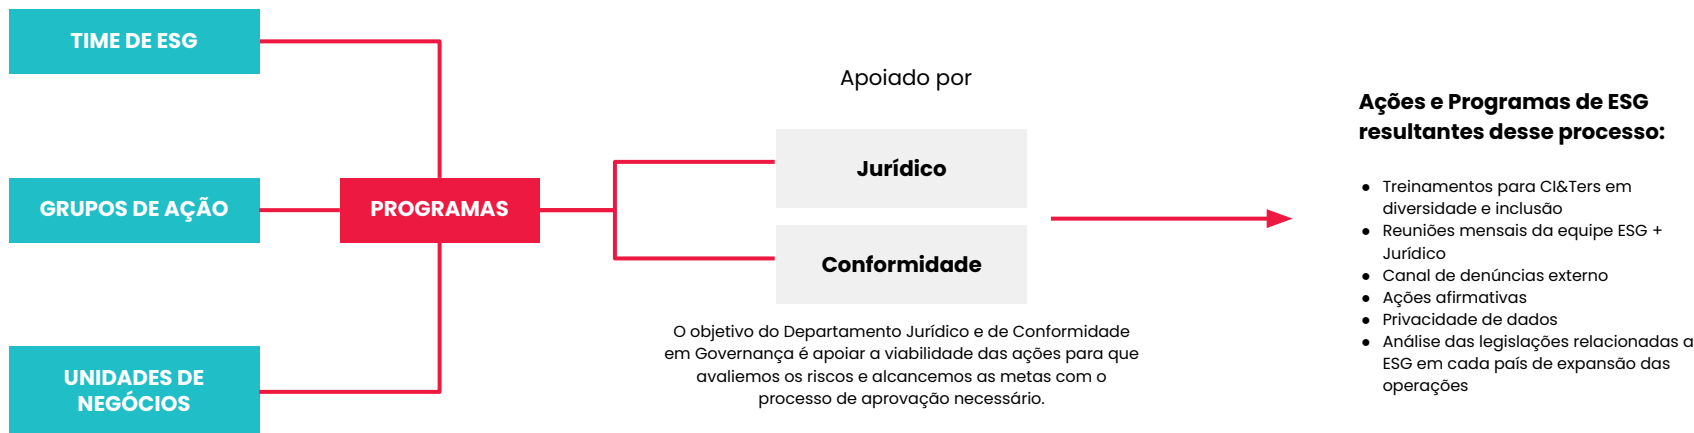 TIME DE ESG
GRUPOS DE AÇÃO
UNIDADES DE
NEGÓCIOS
PROGRAMAS
Apoiado por
Jurídico
Conformidade
O objetivo do Departamento Jurídico e de Conformidade
em Governança é apoiar a viabilidade das ações para que
avaliemos os riscos e alcancemos as metas com o
processo de aprovação necessário.
Ações e Programas de ESG
resultantes desse processo:
● Treinamentos para CI&Ters em
diversidade e inclusão
● Reuniões mensais da equipe ESG +
Jurídico
● Canal de denúncias externo
● Ações afirmativas
● Privacidade de dados
● Análise das legislações relacionadas a
ESG em cada país de expansão das
operações